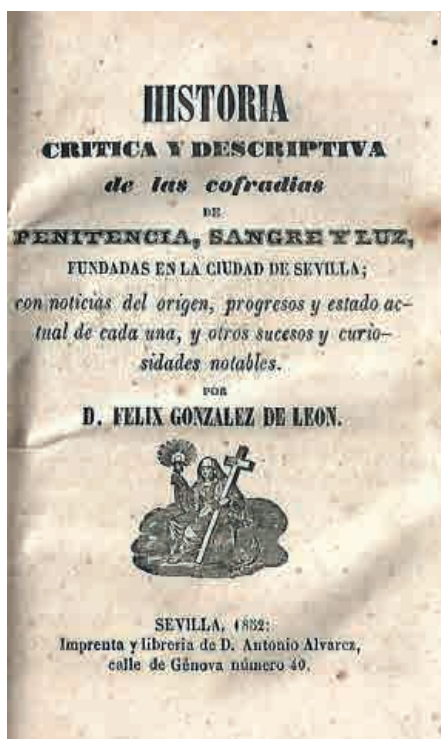 HISTORIA
CRITICA Y DESCRIPTIVA
de las cofradias
DE
PENITENCIA, SANGRE Y LUZ,
FUNDADAS EN LA CIUDAD DE SEVILLA;
con noticias del origen, progresos y estado ac-
tual de cada una, y otros sucesos y curio-
sidades notables.
POR
D. FELIX GONZALEZ DE LEON.
SEVILLA, 1852:
Imprenta y libreria de D. Antonio Alvarez,
calle de Génova número 40.